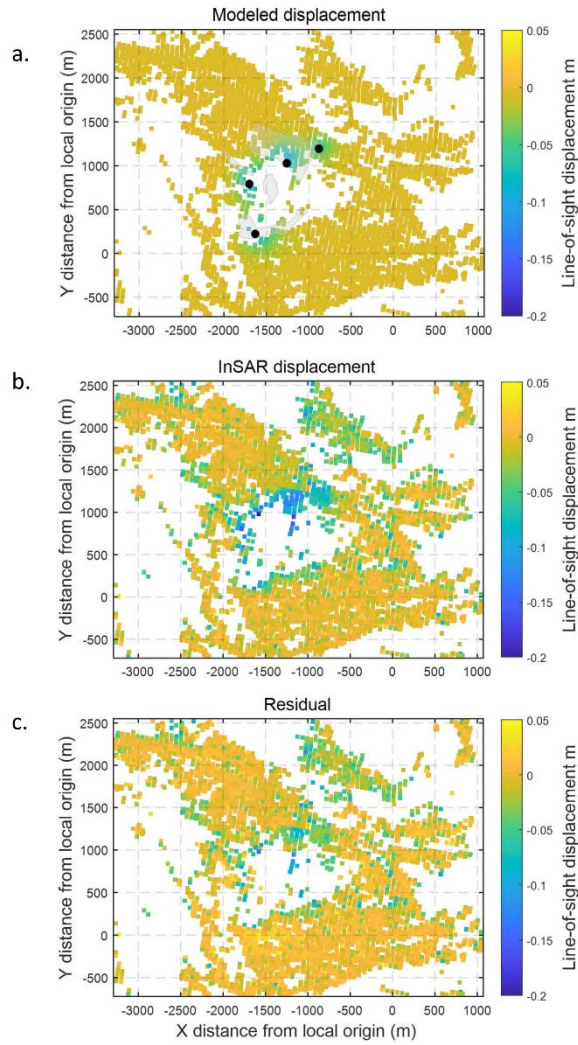 Modeled displacement
a.
2500
2000
1500
1000
500
0
-500
Y distance from local origin (m)
-3000 -2500 -2000 -1500 -1000 -500 0 500 1000
0.05
0
-0.05
-0.1
-0.15
-0.2
Line-of-sight displacement m
InSAR displacement
b.
2500
2000
1500
1000
500
0
-500
Y distance from local origin (m)
-3000 -2500 -2000 -1500 -1000 -500 0 500 1000
0.05
0
-0.05
-0.1
-0.15
-0.2
Line-of-sight displacement m
Residual
c.
2500
2000
1500
1000
500
0
-500
Y distance from local origin (m)
-3000 -2500 -2000 -1500 -1000 -500 0 500 1000
X distance from local origin (m)
0.05
0
-0.05
-0.1
-0.15
-0.2
Line-of-sight displacement m